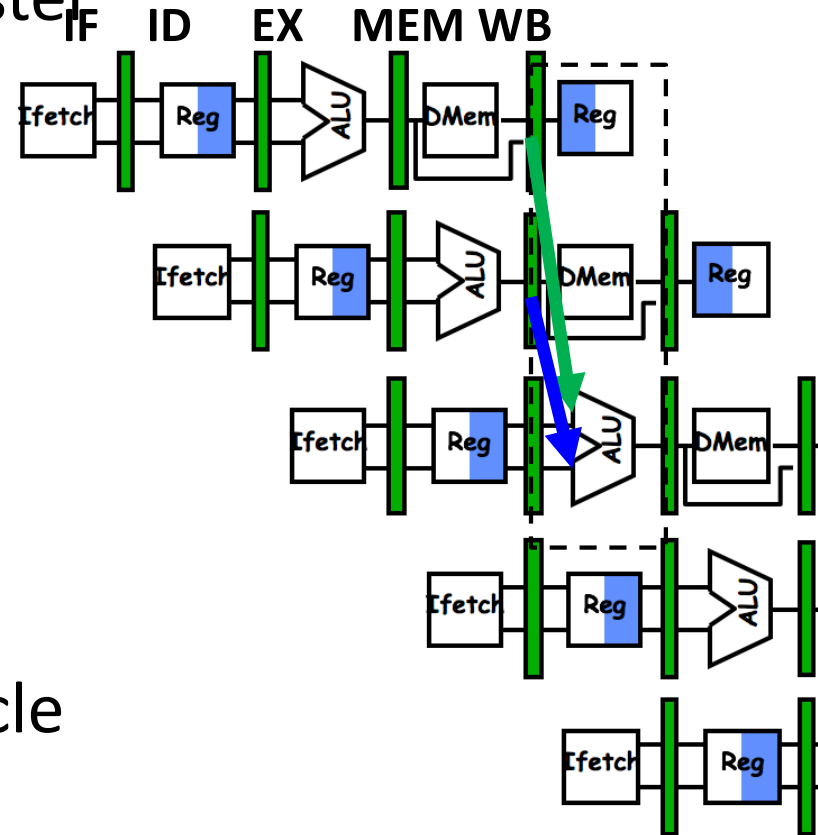 ster
IF ID EX MEM WB
Ifetch Reg ALU DMem Reg
Ifetch Reg ALU DMem Reg
Ifetch Reg ALU DMem
Ifetch Reg ALU
cle
Ifetch Reg